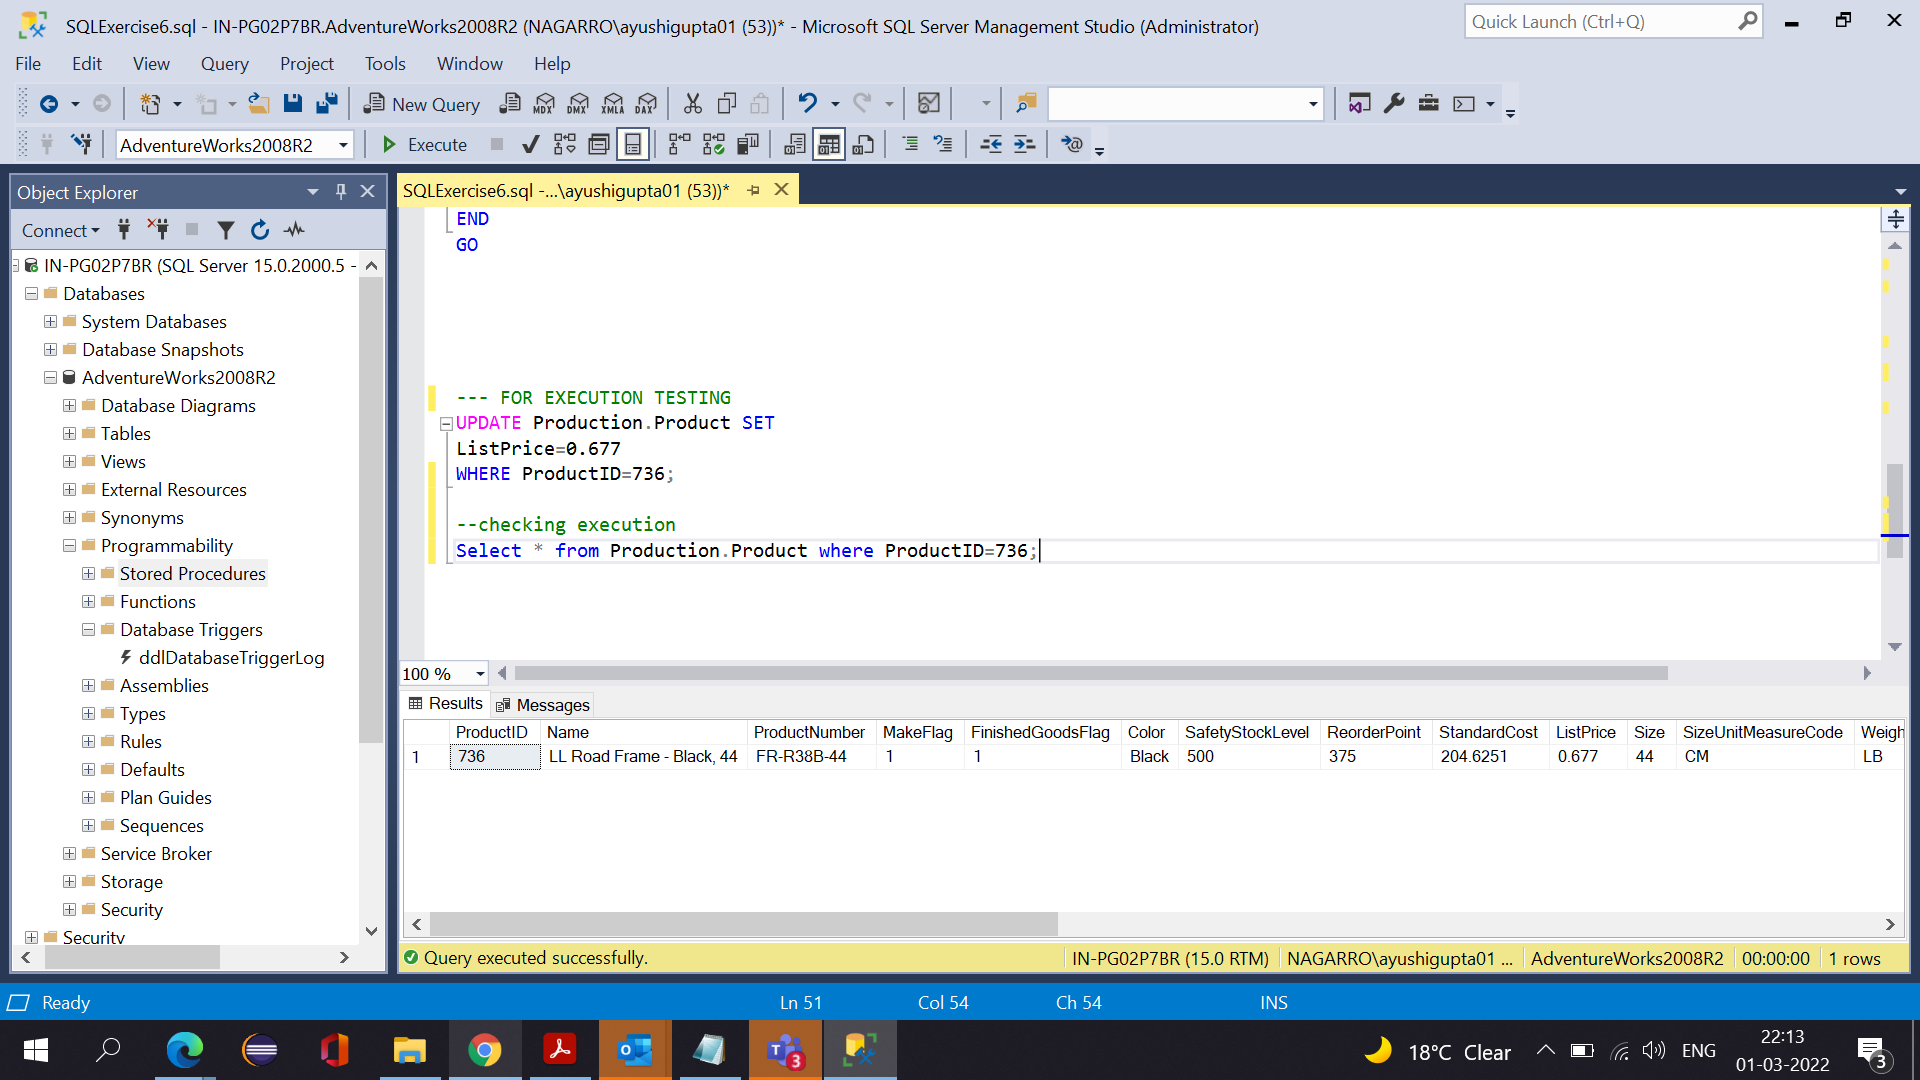 SQLExercise6.sql - IN-PG02P7BR.AdventureWorks2008R2 (NAGARRO\ayushigupta01 (53))* - Microsoft SQL Server Management Studio (Administrator)
Quick Launch (Ctrl+Q)
File Edit View Query Project Tools Window Help
New Query MDX DMX XMLA DAX
AdventureWorks2008R2 Execute
Object Explorer
Connect
IN-PG02P7BR (SQL Server 15.0.2000.5 -
Databases
System Databases
Database Snapshots
AdventureWorks2008R2
Database Diagrams
Tables
Views
External Resources
Synonyms
Programmability
Stored Procedures
Functions
Database Triggers
ddlDatabaseTriggerLog
Assemblies
Types
Rules
Defaults
Plan Guides
Sequences
Service Broker
Storage
Security
Security
SQLExercise6.sql -...\ayushigupta01 (53))*
END
GO
--- FOR EXECUTION TESTING
UPDATE Production.Product SET
ListPrice=0.677
WHERE ProductID=736;
--checking execution
Select * from Production.Product where ProductID=736;
100 %
Results Messages
ProductID Name ProductNumber MakeFlag FinishedGoodsFlag Color SafetyStockLevel ReorderPoint StandardCost ListPrice Size SizeUnitMeasureCode Weigh
1 736 LL Road Frame - Black, 44 FR-R38B-44 1 1 Black 500 375 204.6251 0.677 44 CM LB
Query executed successfully. IN-PG02P7BR (15.0 RTM) NAGARRO\ayushigupta01 ... AdventureWorks2008R2 00:00:00 1 rows
Ready Ln 51 Col 54 Ch 54 INS
3
18°C Clear ENG
22:13
01-03-2022
3